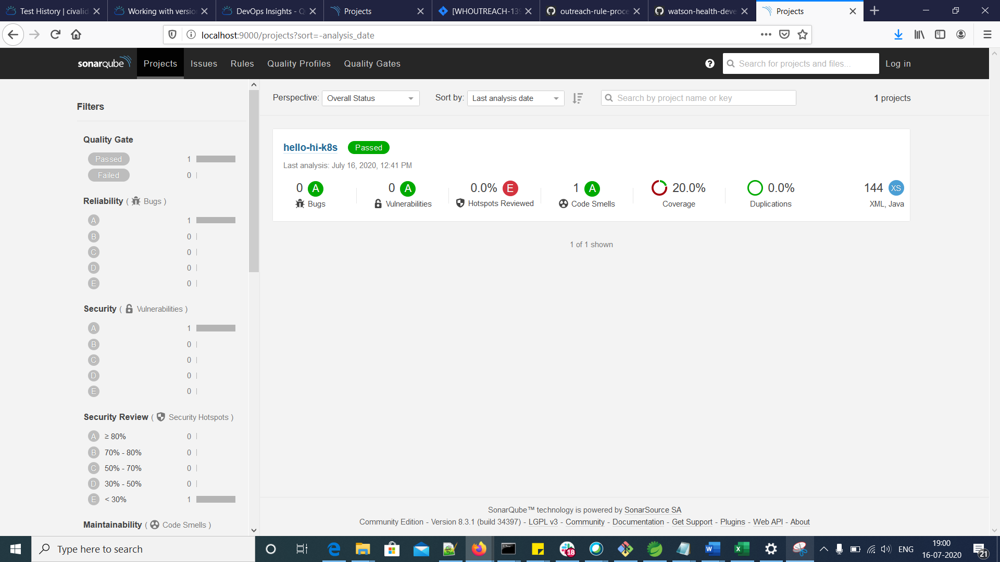 Test History | civalid
Working with versio
DevOps Insights - Q
Projects
[WHOUTREACH-139
outreach-rule-proce
watson-health-deve
Projects
localhost:9000/projects?sort=-analysis_date
sonarqube
Projects
Issues
Rules
Quality Profiles
Quality Gates
?
Search for projects and files...
Log in
Filters
Quality Gate
Passed 1
Failed 0
Reliability ( Bugs )
A 1
B 0
C 0
D 0
E 0
Security ( Vulnerabilities )
A 1
B 0
C 0
D 0
E 0
Security Review ( Security Hotspots )
A ≥ 80% 0
B 70% - 80% 0
C 50% - 70% 0
D 30% - 50% 0
E < 30% 1
Maintainability ( Code Smells )
Perspective: Overall Status
Sort by: Last analysis date
Search by project name or key
1 projects
hello-hi-k8s Passed
Last analysis: July 16, 2020, 12:41 PM
0 A
Bugs
0 A
Vulnerabilities
0.0% E
Hotspots Reviewed
1 A
Code Smells
20.0%
Coverage
0.0%
Duplications
144 XS
XML, Java
1 of 1 shown
SonarQube™ technology is powered by SonarSource SA
Community Edition - Version 8.3.1 (build 34397) - LGPL v3 - Community - Documentation - Get Support - Plugins - Web API - About
Type here to search
18
ENG
19:00
16-07-2020
21